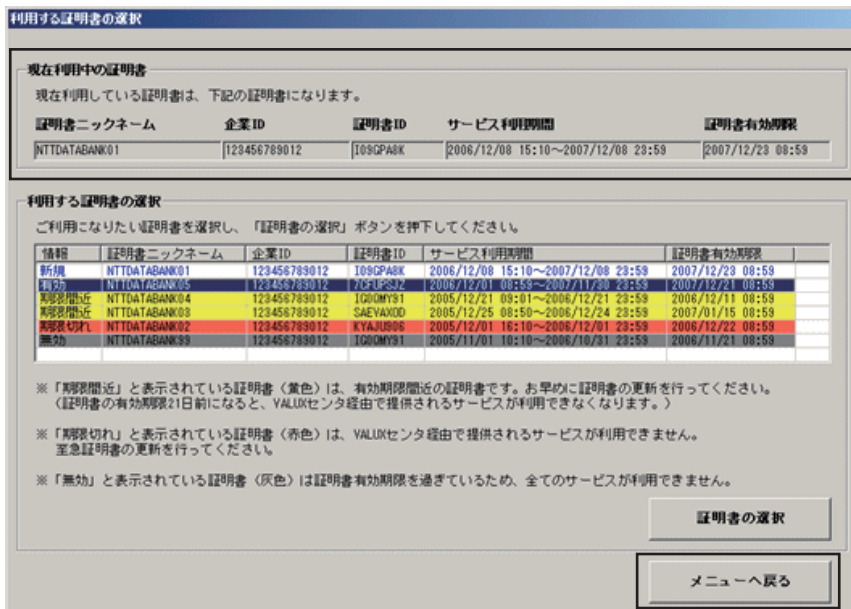 利用する証明書の選択
現在利用中の証明書
現在利用している証明書は、下記の証明書になります。
証明書ニックネーム 企業ID 証明書ID サービス利用期間 証明書有効期限
NTTDATABANK01 123456789012 I09GPA8K 2006/12/08 15:10～2007/12/08 23:59 2007/12/23 08:59
利用する証明書の選択
ご利用になりたい証明書を選択し、「証明書の選択」ボタンを押下してください。
情報 証明書ニックネーム 企業ID 証明書ID サービス利用期間 証明書有効期限
新規 NTTDATABANK01 123456789012 I09GPA8K 2006/12/08 15:10～2007/12/08 23:59 2007/12/23 08:59
有効 NTTDATABANK05 123456789012 7CFUPSJZ 2006/12/01 08:59～2007/11/30 23:59 2007/12/21 08:59
期限間近 NTTDATABANK04 123456789012 IG0OMY91 2005/12/21 09:01～2006/12/21 23:59 2006/12/11 08:59
期限間近 NTTDATABANK03 123456789012 SAEVAXOD 2005/12/25 08:50～2006/12/24 23:59 2007/01/15 08:59
期限切れ NTTDATABANK02 123456789012 KYAJU906 2005/12/01 16:10～2006/12/01 23:59 2006/12/22 08:59
無効 NTTDATABANK99 123456789012 IG0OMY91 2005/11/01 10:10～2006/10/31 23:59 2006/11/21 08:59
※「期限間近」と表示されている証明書（黄色）は、有効期限間近の証明書です。お早めに証明書の更新を行ってください。
（証明書の有効期限21日前になると、VALUXセンタ経由で提供されるサービスが利用できなくなります。）
※「期限切れ」と表示されている証明書（赤色）は、VALUXセンタ経由で提供されるサービスが利用できません。
至急証明書の更新を行ってください。
※「無効」と表示されている証明書（灰色）は証明書有効期限を過ぎているため、全てのサービスが利用できません。
証明書の選択
メニューへ戻る